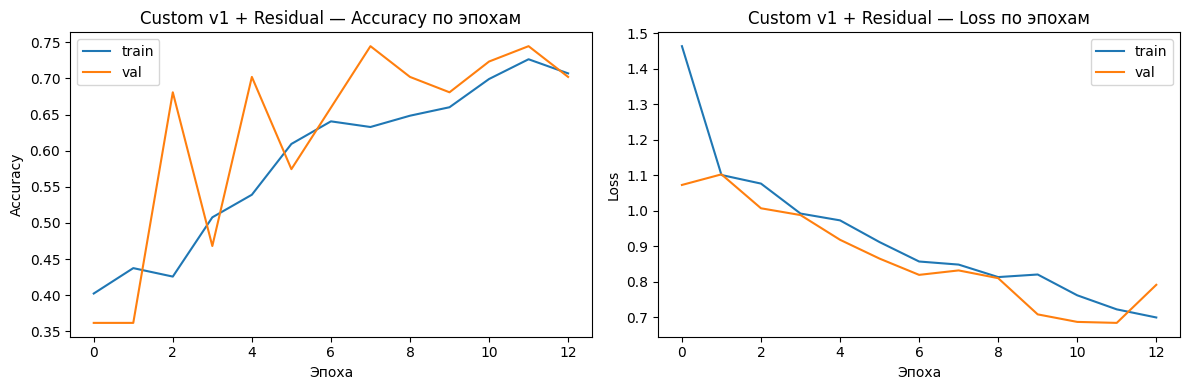 Custom v1 + Residual — Accuracy по эпохам
train
val
0.75
0.70
0.65
0.60
0.55
0.50
0.45
0.40
0.35
Accuracy
0 2 4 6 8 10 12
Эпоха
Custom v1 + Residual — Loss по эпохам
train
val
1.5
1.4
1.3
1.2
1.1
1.0
0.9
0.8
0.7
Loss
0 2 4 6 8 10 12
Эпоха